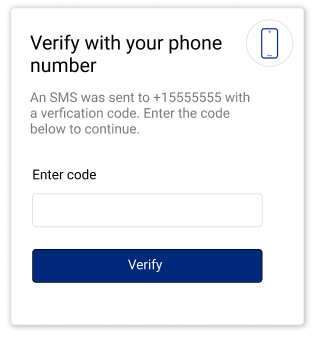 Verify with your phone
number
An SMS was sent to +15555555 with
a verfication code. Enter the code
below to continue.
Enter code
Verify